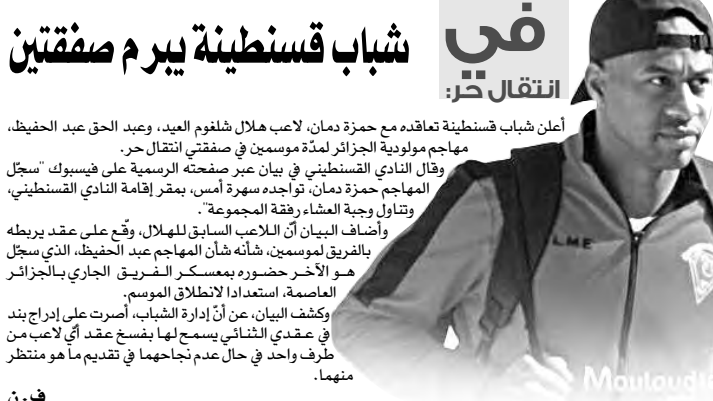 في
انتقال حر:
شباب قسنطينة يبرم صفقتين
أعلن شباب قسنطينة تعاقده مع حمزة دمان، لاعب هلال شلغوم العيد، وعبد الحق عبد الحفيظ،
مهاجم مولودية الجزائر لمدّة موسمين في صفقتي انتقال حر.
وقال النادي القسنطيني في بيان عبر صفحته الرسمية على فيسبوك "سجّل
المهاجم حمزة دمان، تواجده سهرة أمس، بمقر إقامة النادي القسنطيني،
وتناول وجبة العشاء رفقة المجموعة".
وأضاف البيان أنّ اللاعب السابق للهلال، وقّع على عقد يربطه
بالفريق لموسمين، شأنه شأن المهاجم عبد الحفيظ، الذي سجّل
هو الآخر حضوره بمعسكر الفريق الجاري بالجزائر
العاصمة، استعدادا لانطلاق الموسم.
وكشف البيان، عن أنّ إدارة الشباب، أصرت على إدراج بند
في عقدي الثنائي يسمح لها بفسخ عقد أيّ لاعب من
طرف واحد في حال عدم نجاحهما في تقديم ما هو منتظر
منهما.
ف.ن
L.M.E
Mouloudia